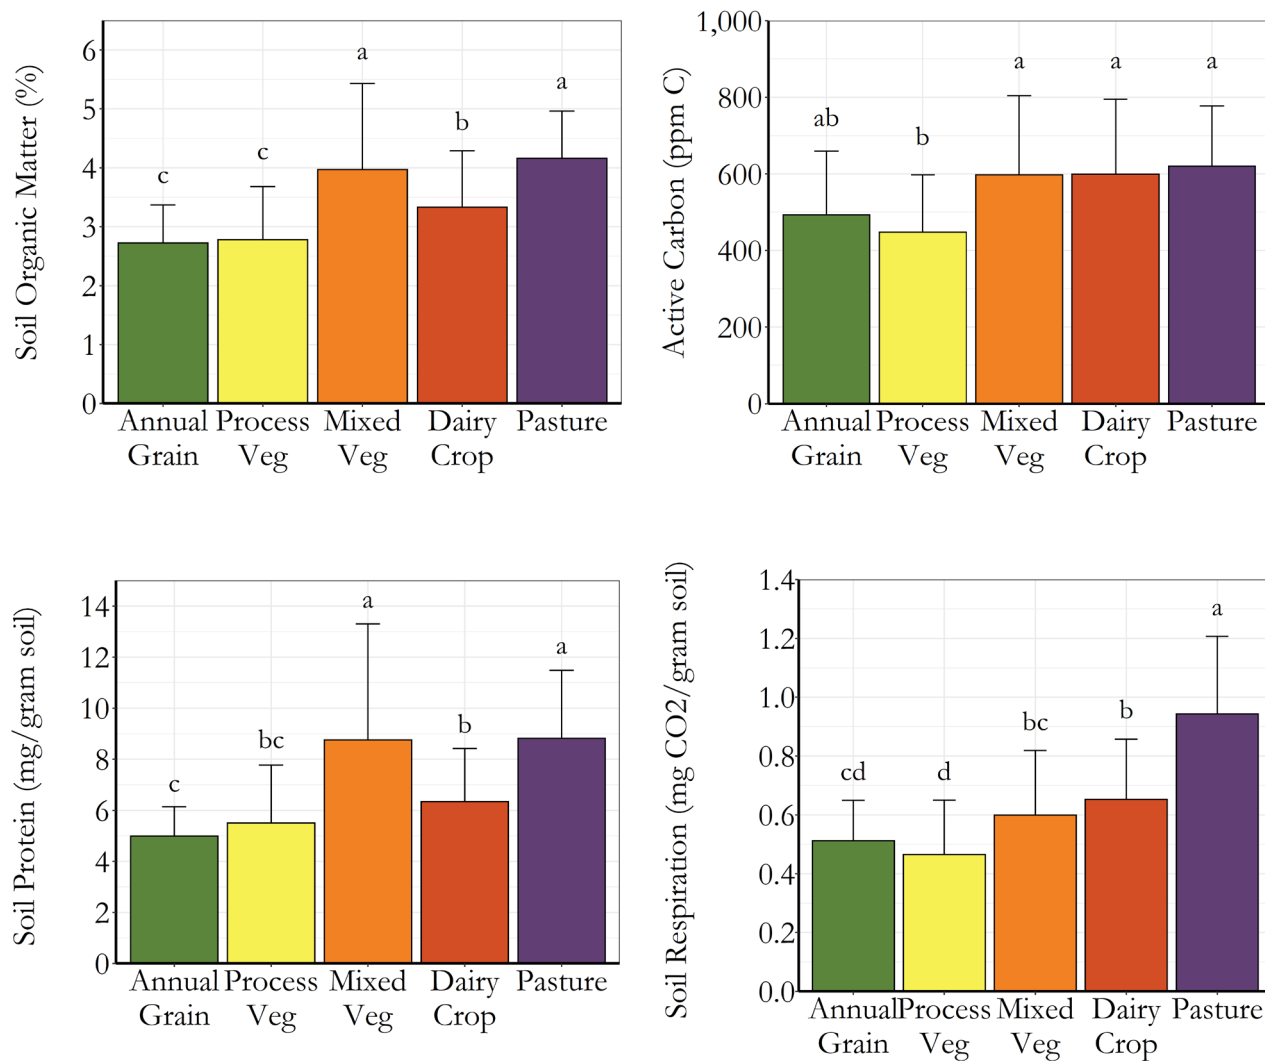 Soil Organic Matter (%)
6
5
4
3
2
1
0
c
c
a
b
a
Annual Process Mixed Dairy Pasture
Grain Veg Veg Crop
Active Carbon (ppm C)
1,000
800
600
400
200
0
ab
b
a
a
a
Annual Process Mixed Dairy Pasture
Grain Veg Veg Crop
Soil Protein (mg/gram soil)
14
12
10
8
6
4
2
0
c
bc
a
b
a
Annual Process Mixed Dairy Pasture
Grain Veg Veg Crop
Soil Respiration (mg CO2/gram soil)
1.4
1.2
1.0
0.8
0.6
0.4
0.2
0.0
cd
d
bc
b
a
Annual Process Mixed Dairy Pasture
Grain Veg Veg Crop